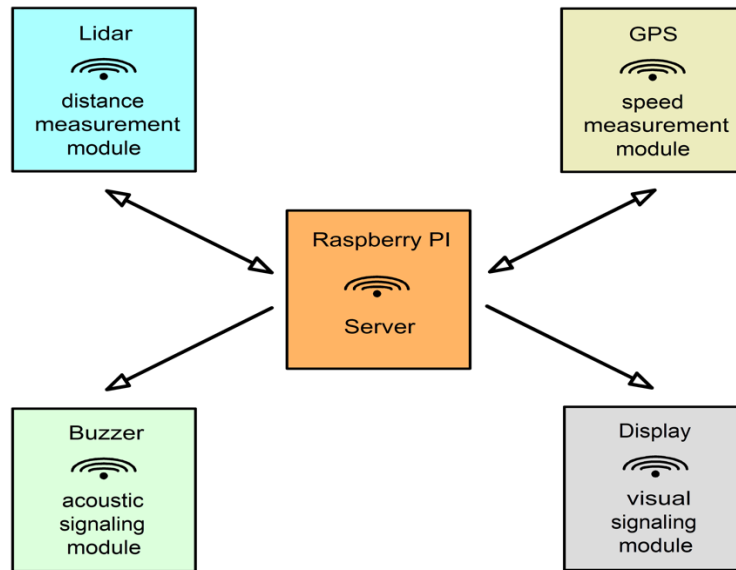 Lidar
distance
measurement
module
GPS
speed
measurement
module
Raspberry PI
Server
Buzzer
acoustic
signaling
module
Display
visual
signaling
module